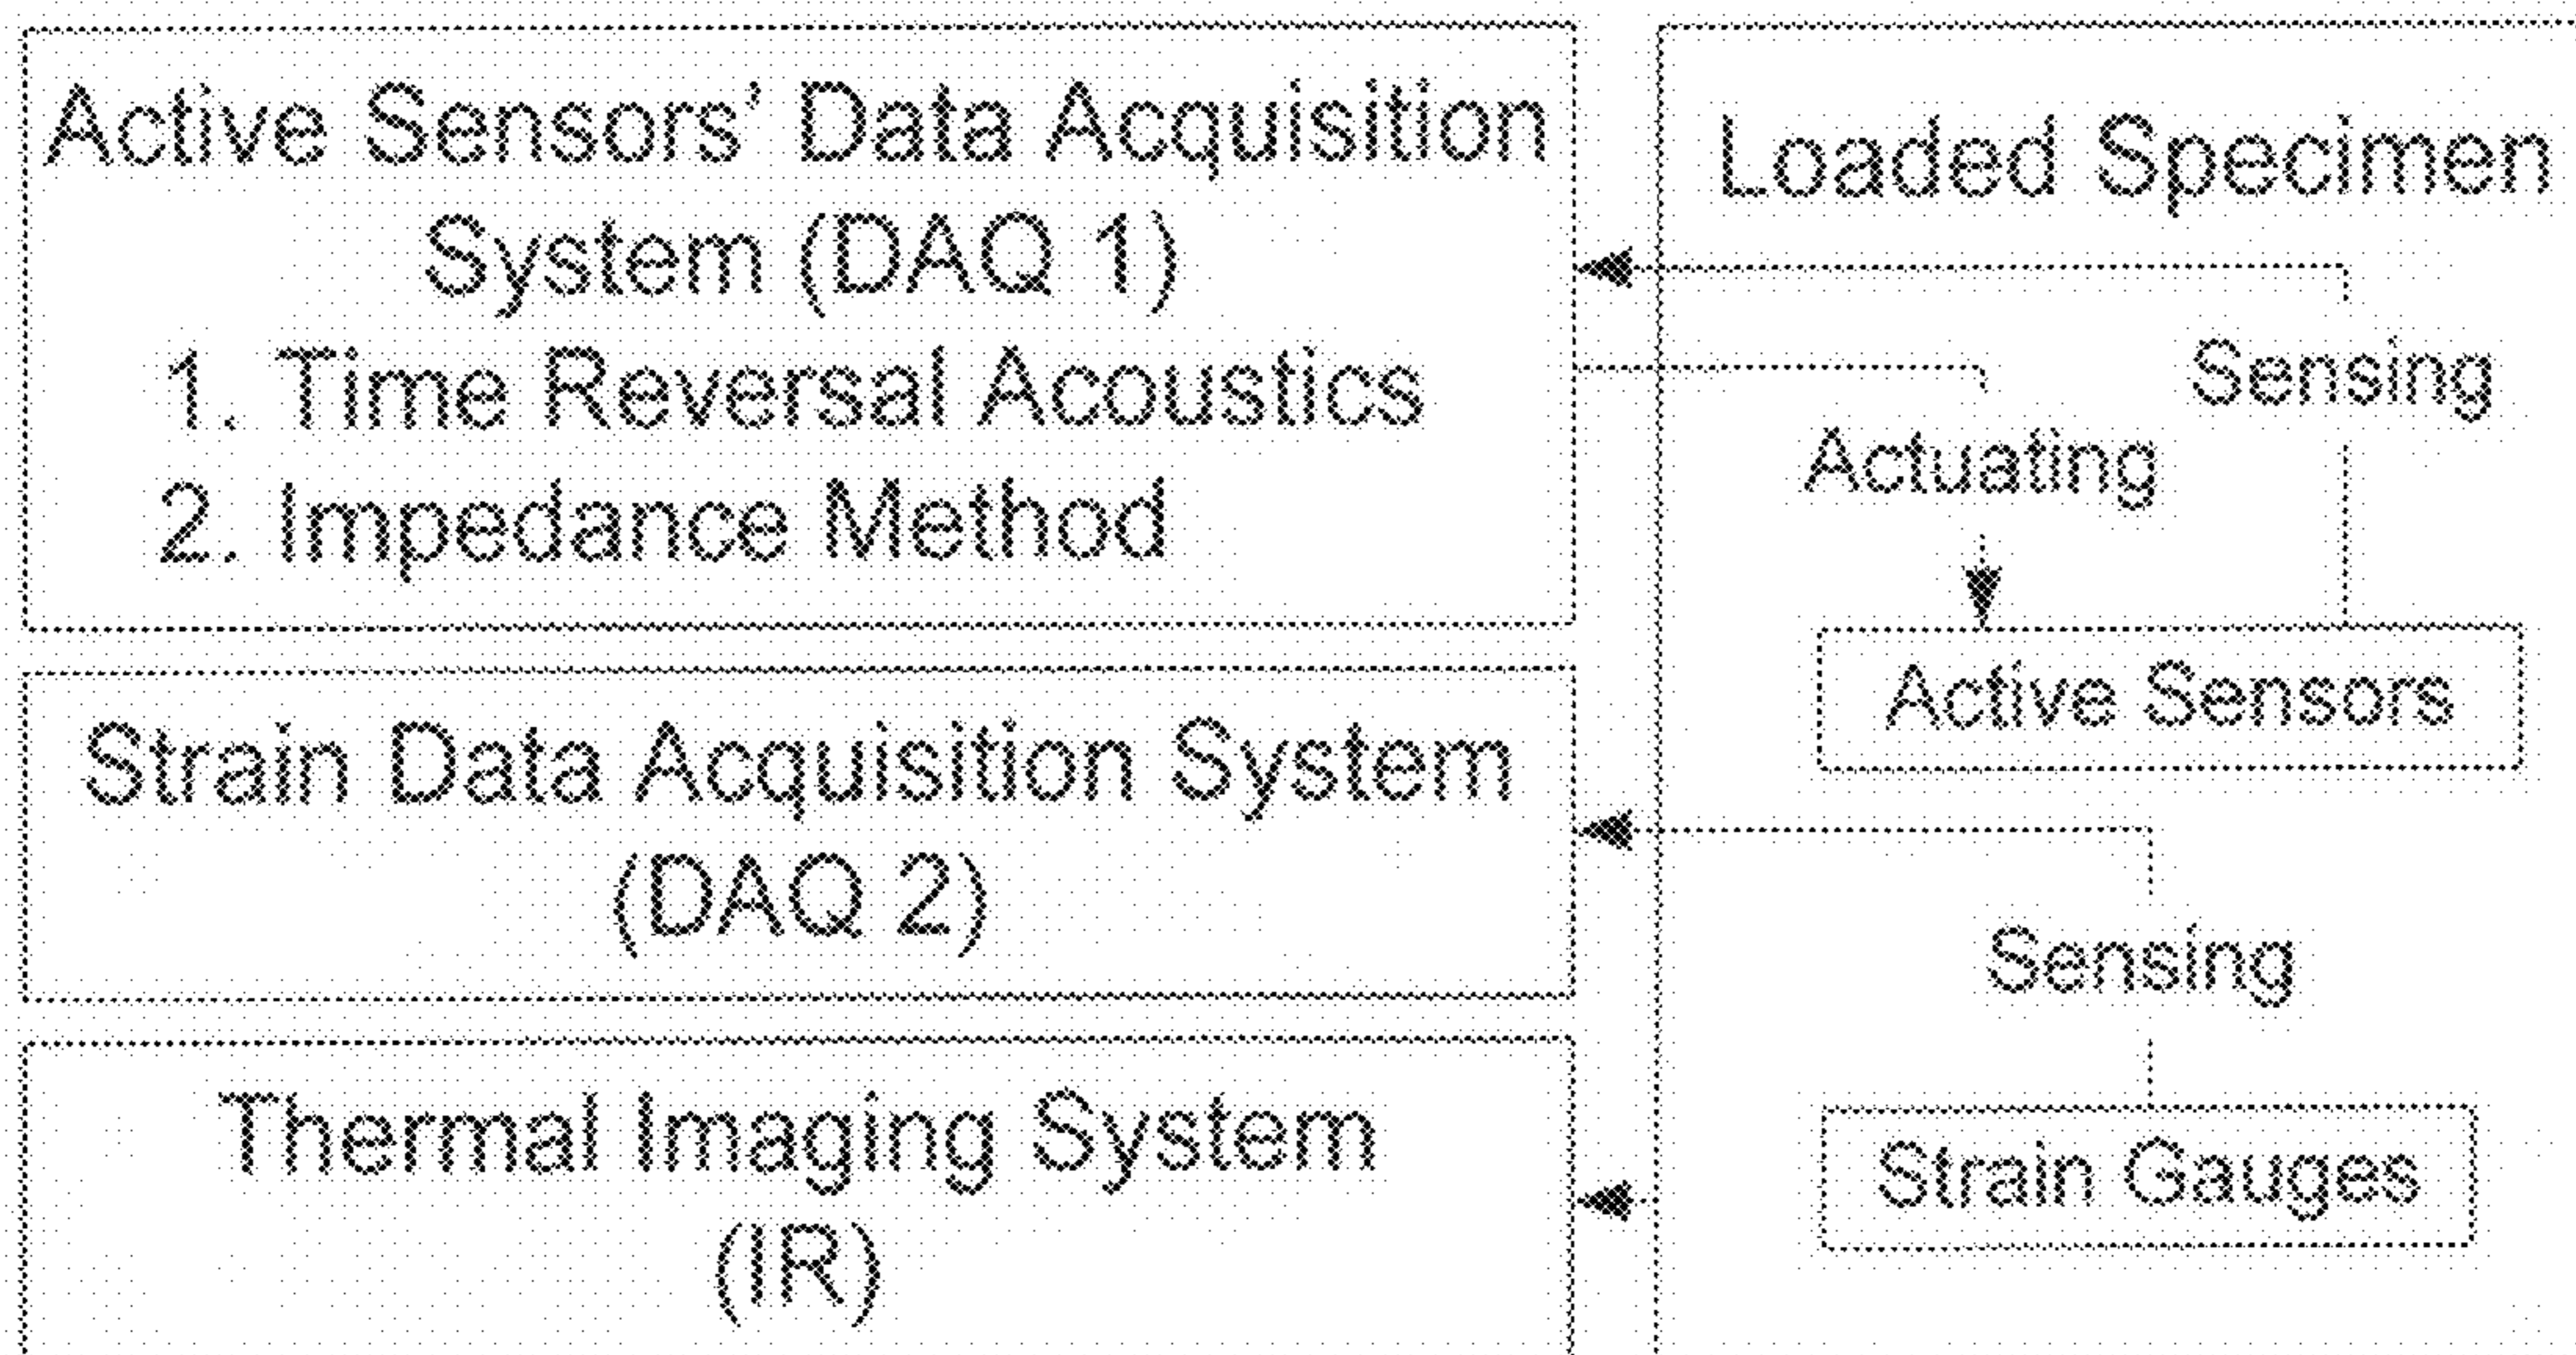 Active Sensors' Data Acquisition
System (DAQ 1)
1. Time Reversal Acoustics
2. Impedance Method
Strain Data Acquisition System
(DAQ 2)
Thermal Imaging System
(IR)
Loaded Specimen
Sensing
Actuating
Active Sensors
Sensing
Strain Gauges